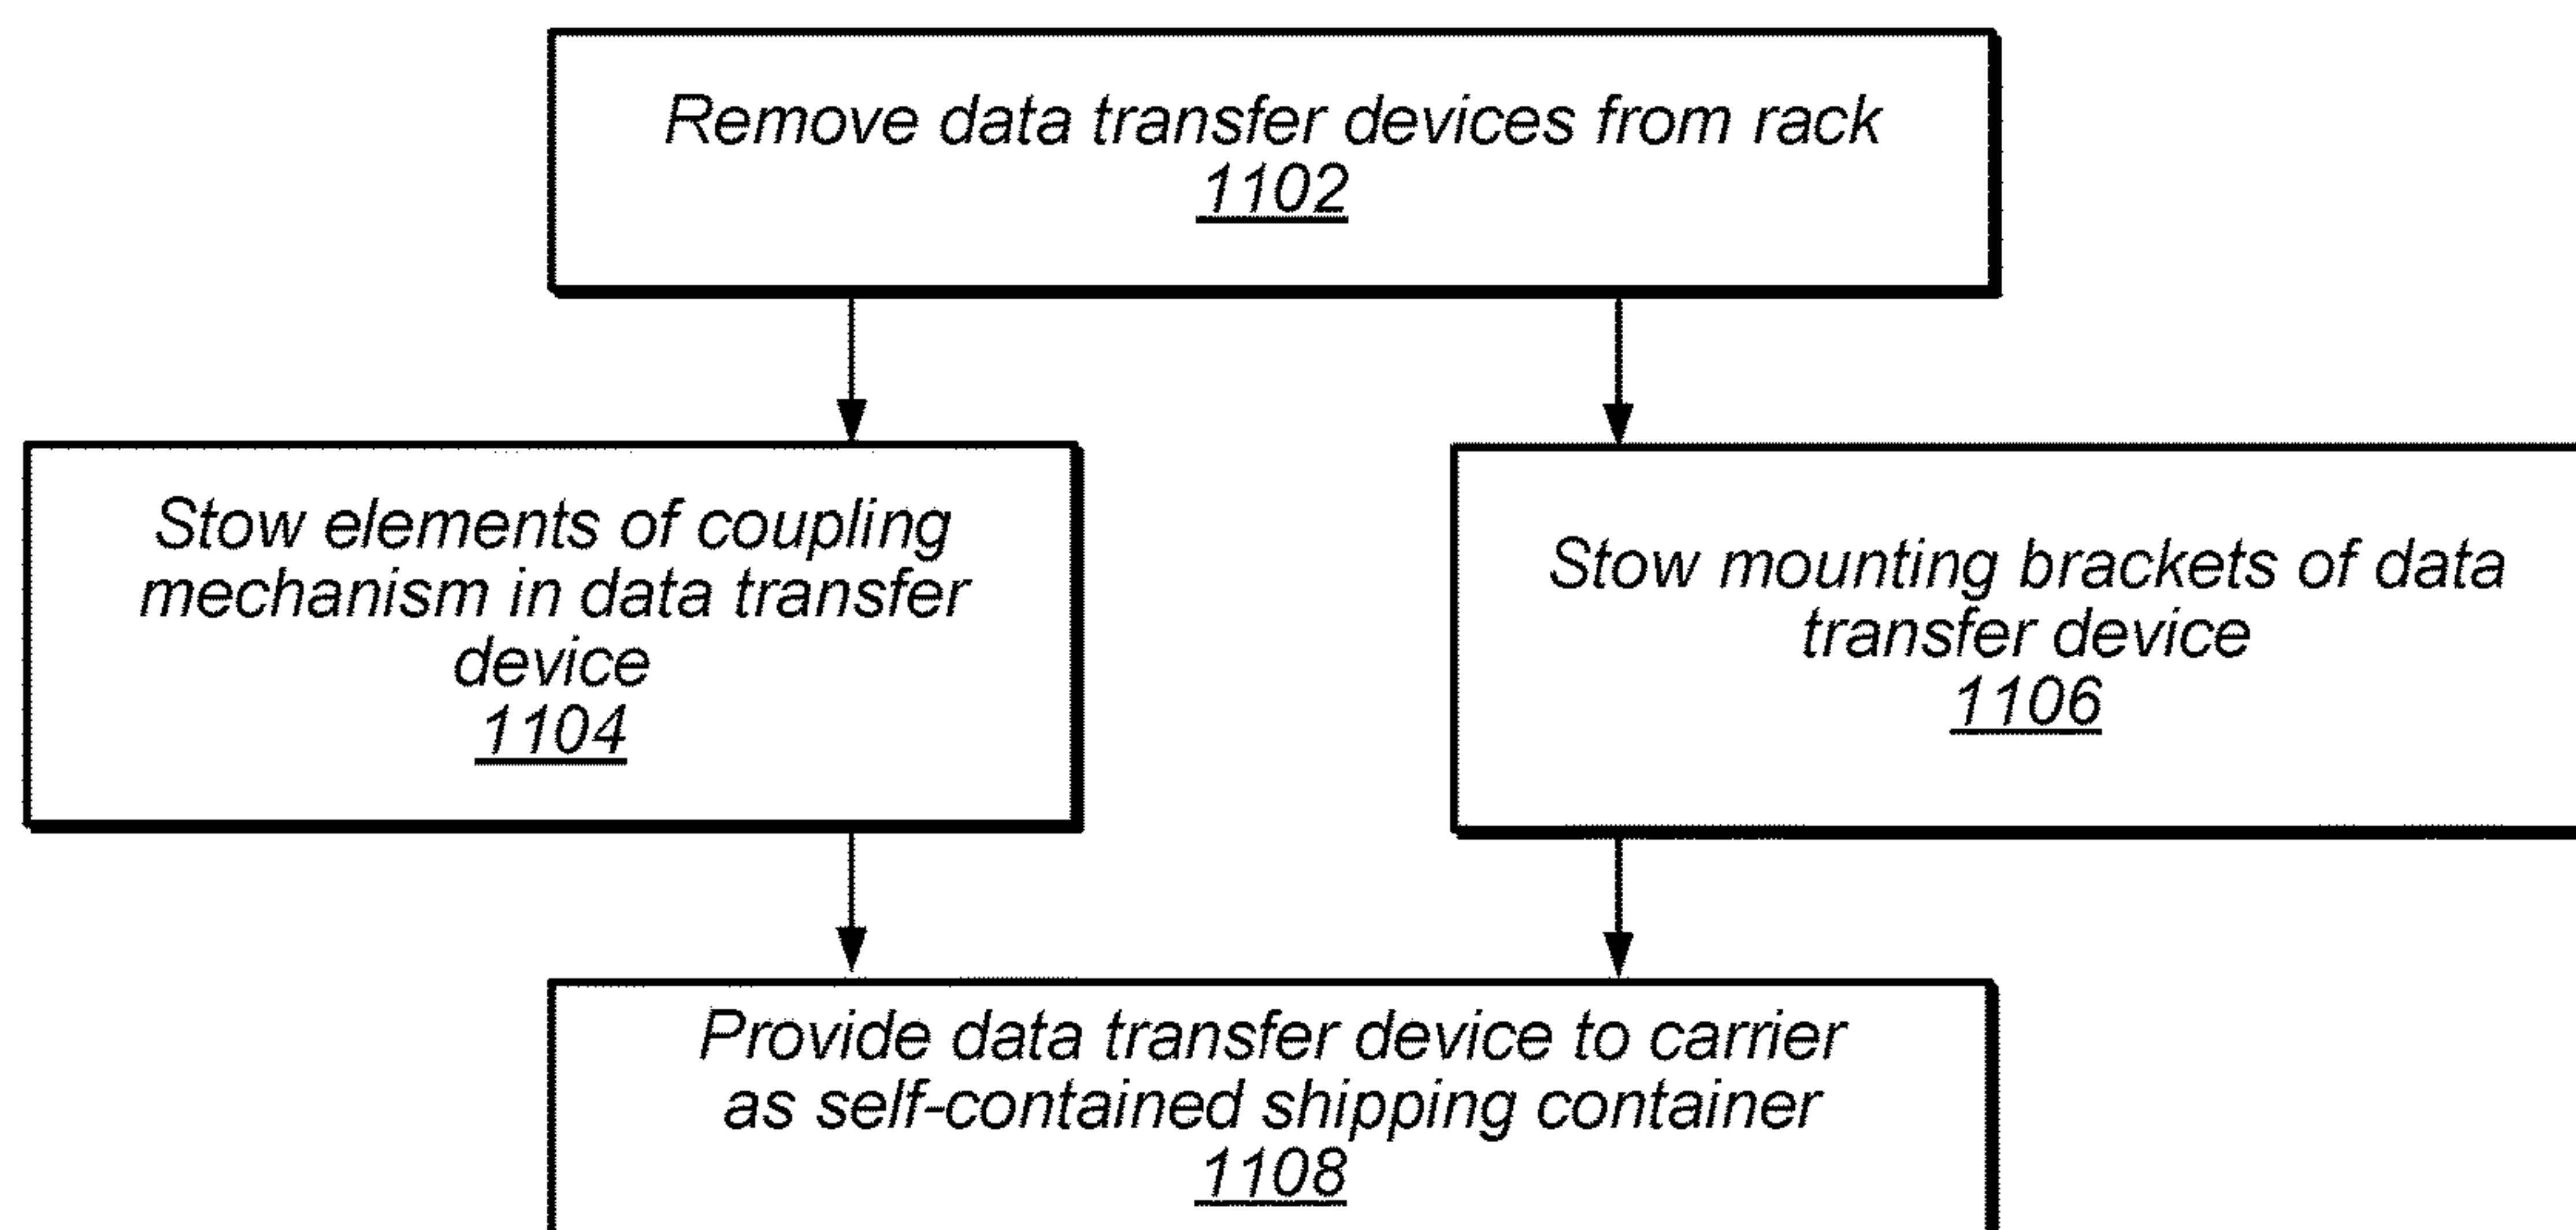 Remove data transfer devices from rack
1102
Stow elements of coupling
mechanism in data transfer
device
1104
Stow mounting brackets of data
transfer device
1106
Provide data transfer device to carrier
as self-contained shipping container
1108